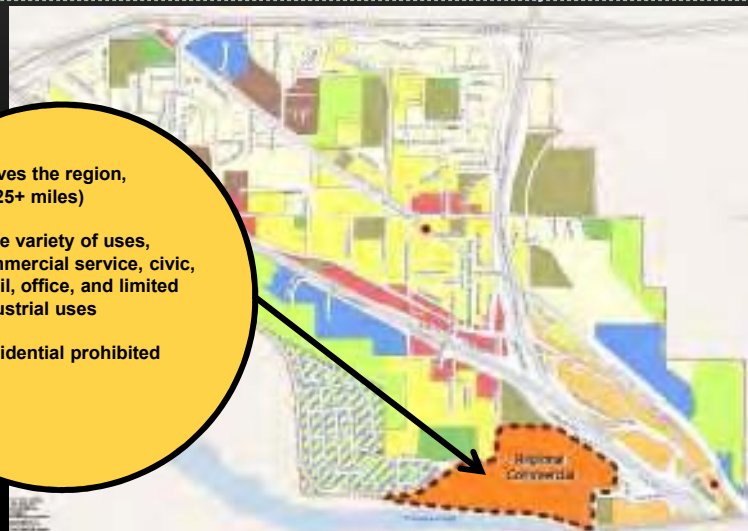 ves the region,
25+ miles)
e variety of uses,
mmercial service, civic,
il, office, and limited
ustrial uses
idential prohibited
Regional
Commercial